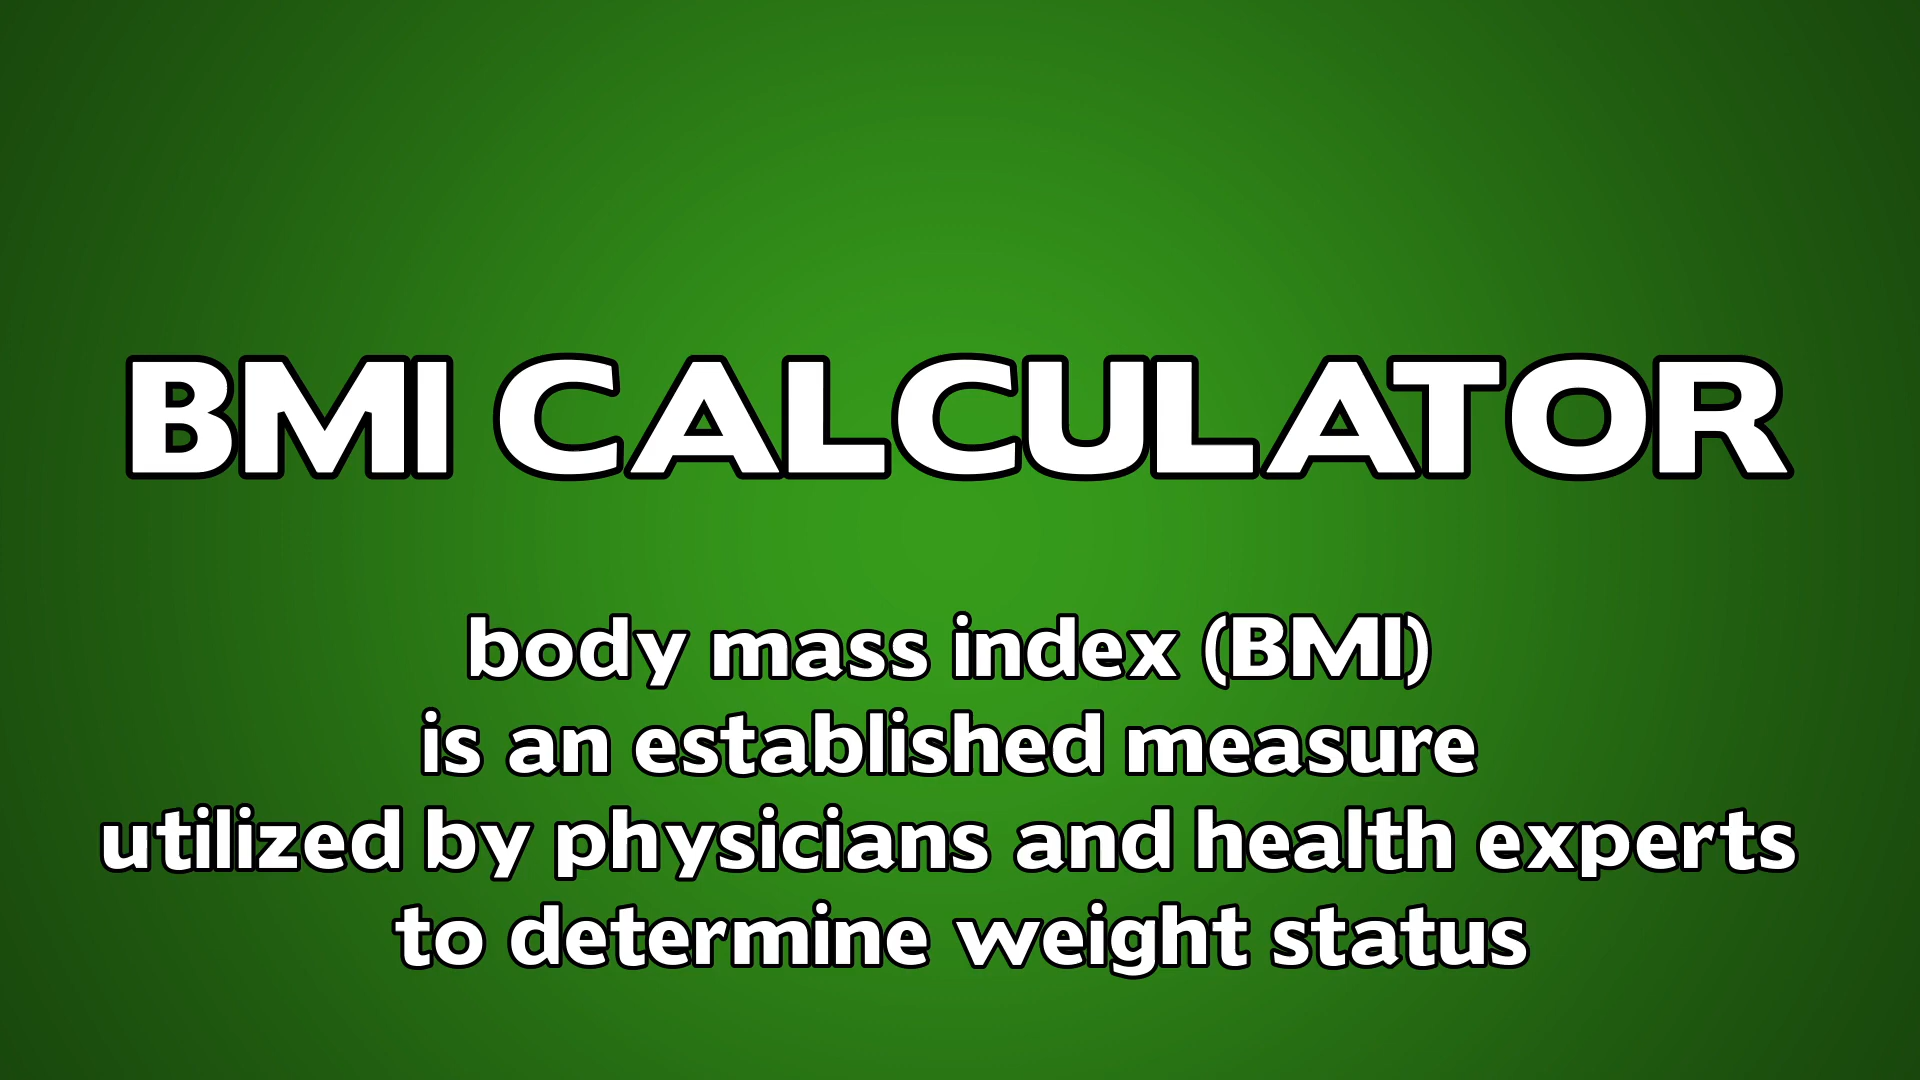 BMI CALCULATOR
body mass index (BMI)
is an established measure
utilized by physicians and health experts
to determine weight status